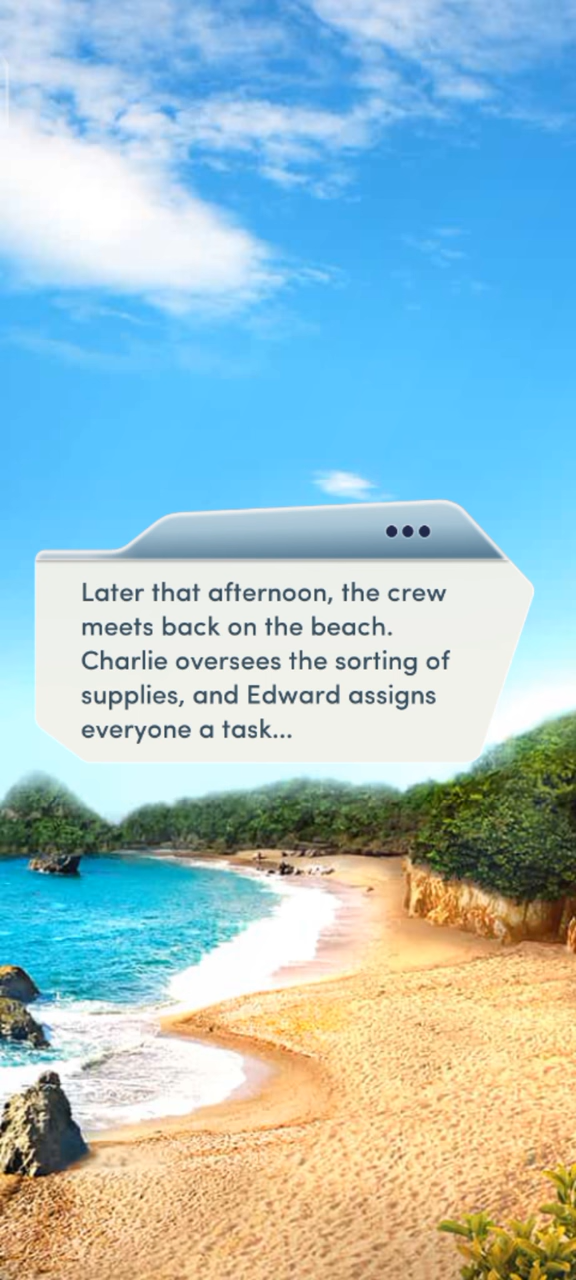 Later that afternoon, the crew
meets back on the beach.
Charlie oversees the sorting of
supplies, and Edward assigns
everyone a task...